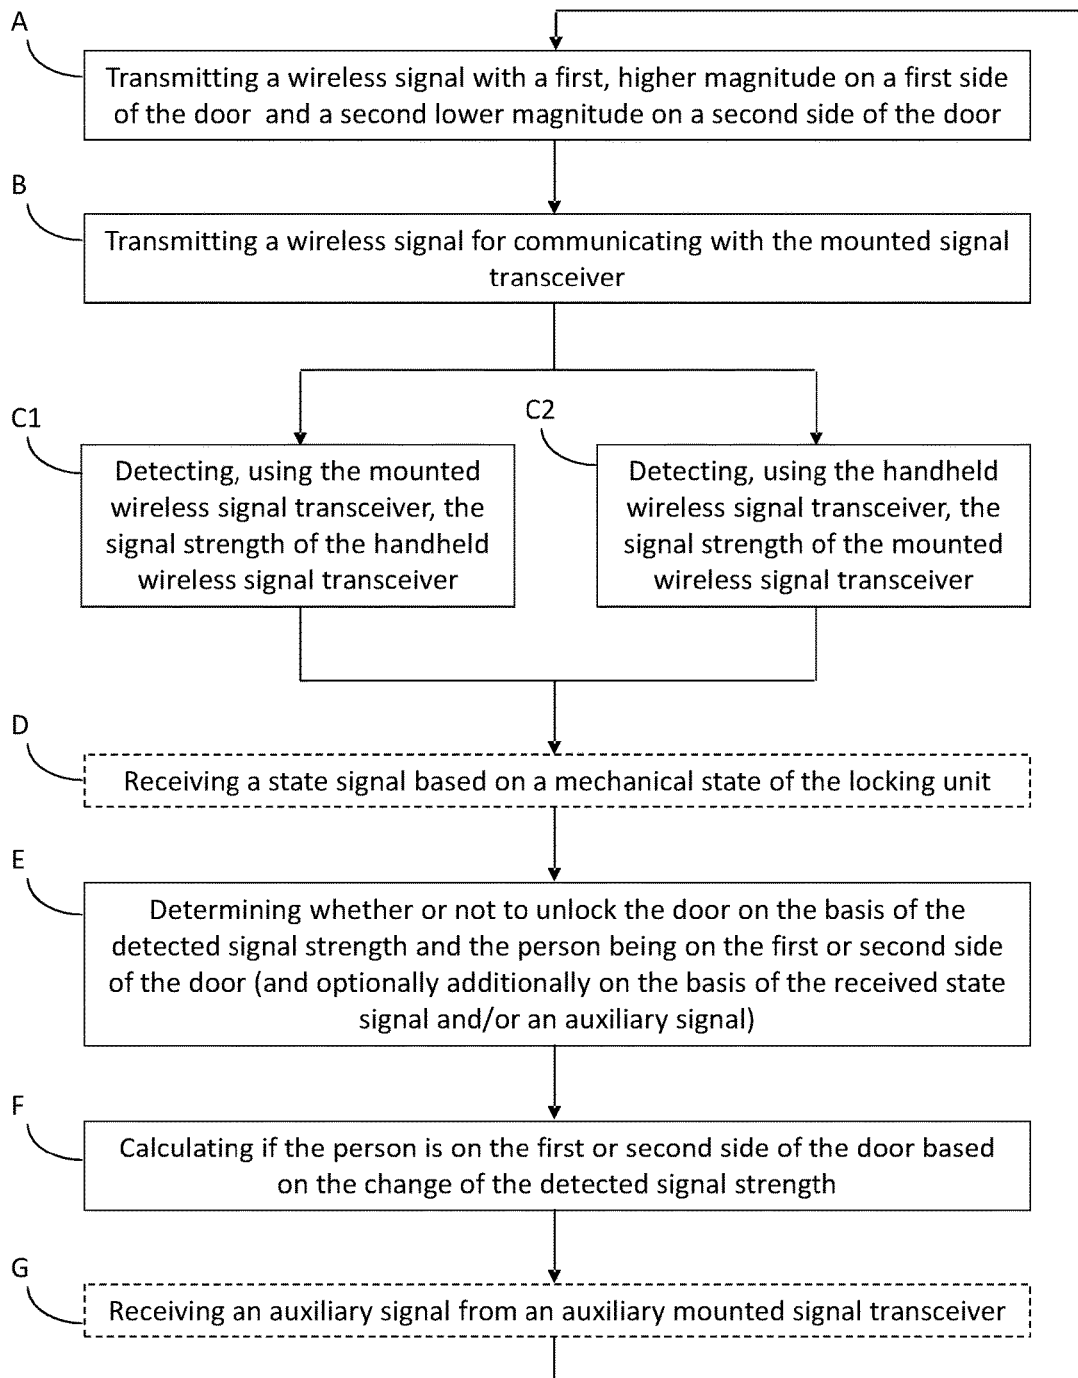 A
Transmitting a wireless signal with a first, higher magnitude on a first side
of the door and a second lower magnitude on a second side of the door
B
Transmitting a wireless signal for communicating with the mounted signal
transceiver
C1
Detecting, using the mounted
wireless signal transceiver, the
signal strength of the handheld
wireless signal transceiver
C2
Detecting, using the handheld
wireless signal transceiver, the
signal strength of the mounted
wireless signal transceiver
D
Receiving a state signal based on a mechanical state of the locking unit
E
Determining whether or not to unlock the door on the basis of the
detected signal strength and the person being on the first or second side
of the door (and optionally additionally on the basis of the received state
signal and/or an auxiliary signal)
F
Calculating if the person is on the first or second side of the door based
on the change of the detected signal strength
G
Receiving an auxiliary signal from an auxiliary mounted signal transceiver